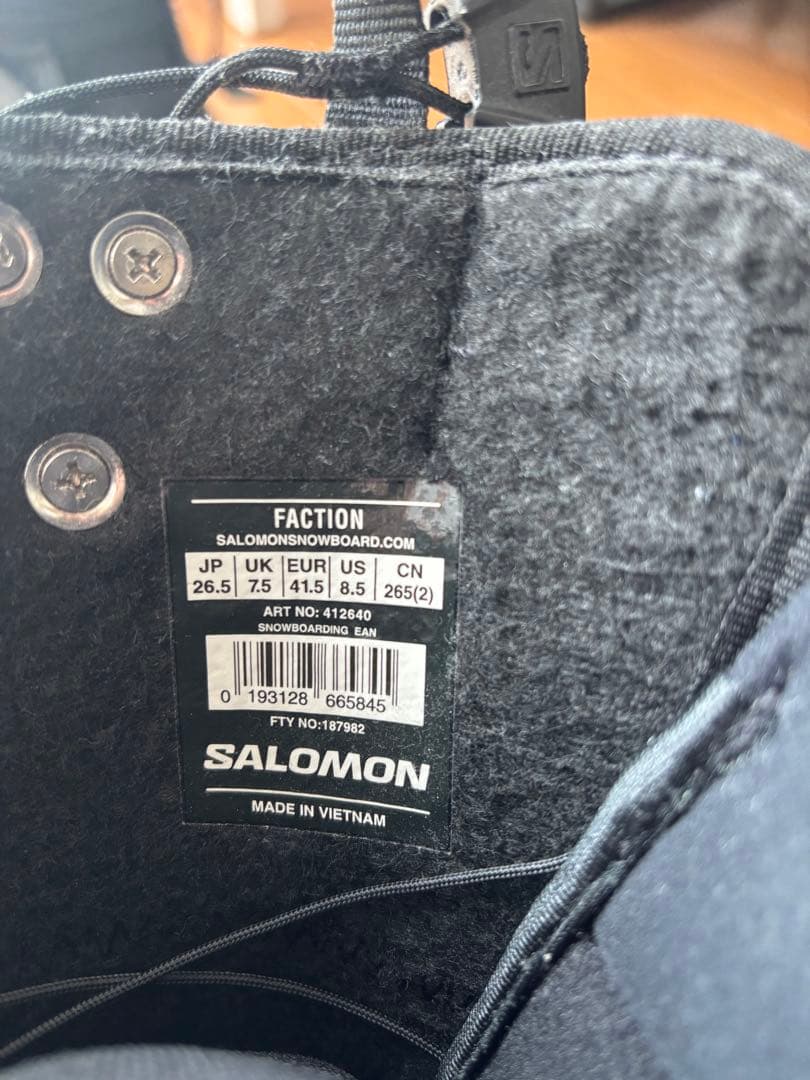 S
FACTION
SALOMONSNOWBOARD.COM
JP UK EUR US CN
26.5 7.5 41.5 8.5 265(2)
ART NO: 412640
SNOWBOARDING EAN
0 193128 665845
FTY NO:187982
SALOMON
MADE IN VIETNAM